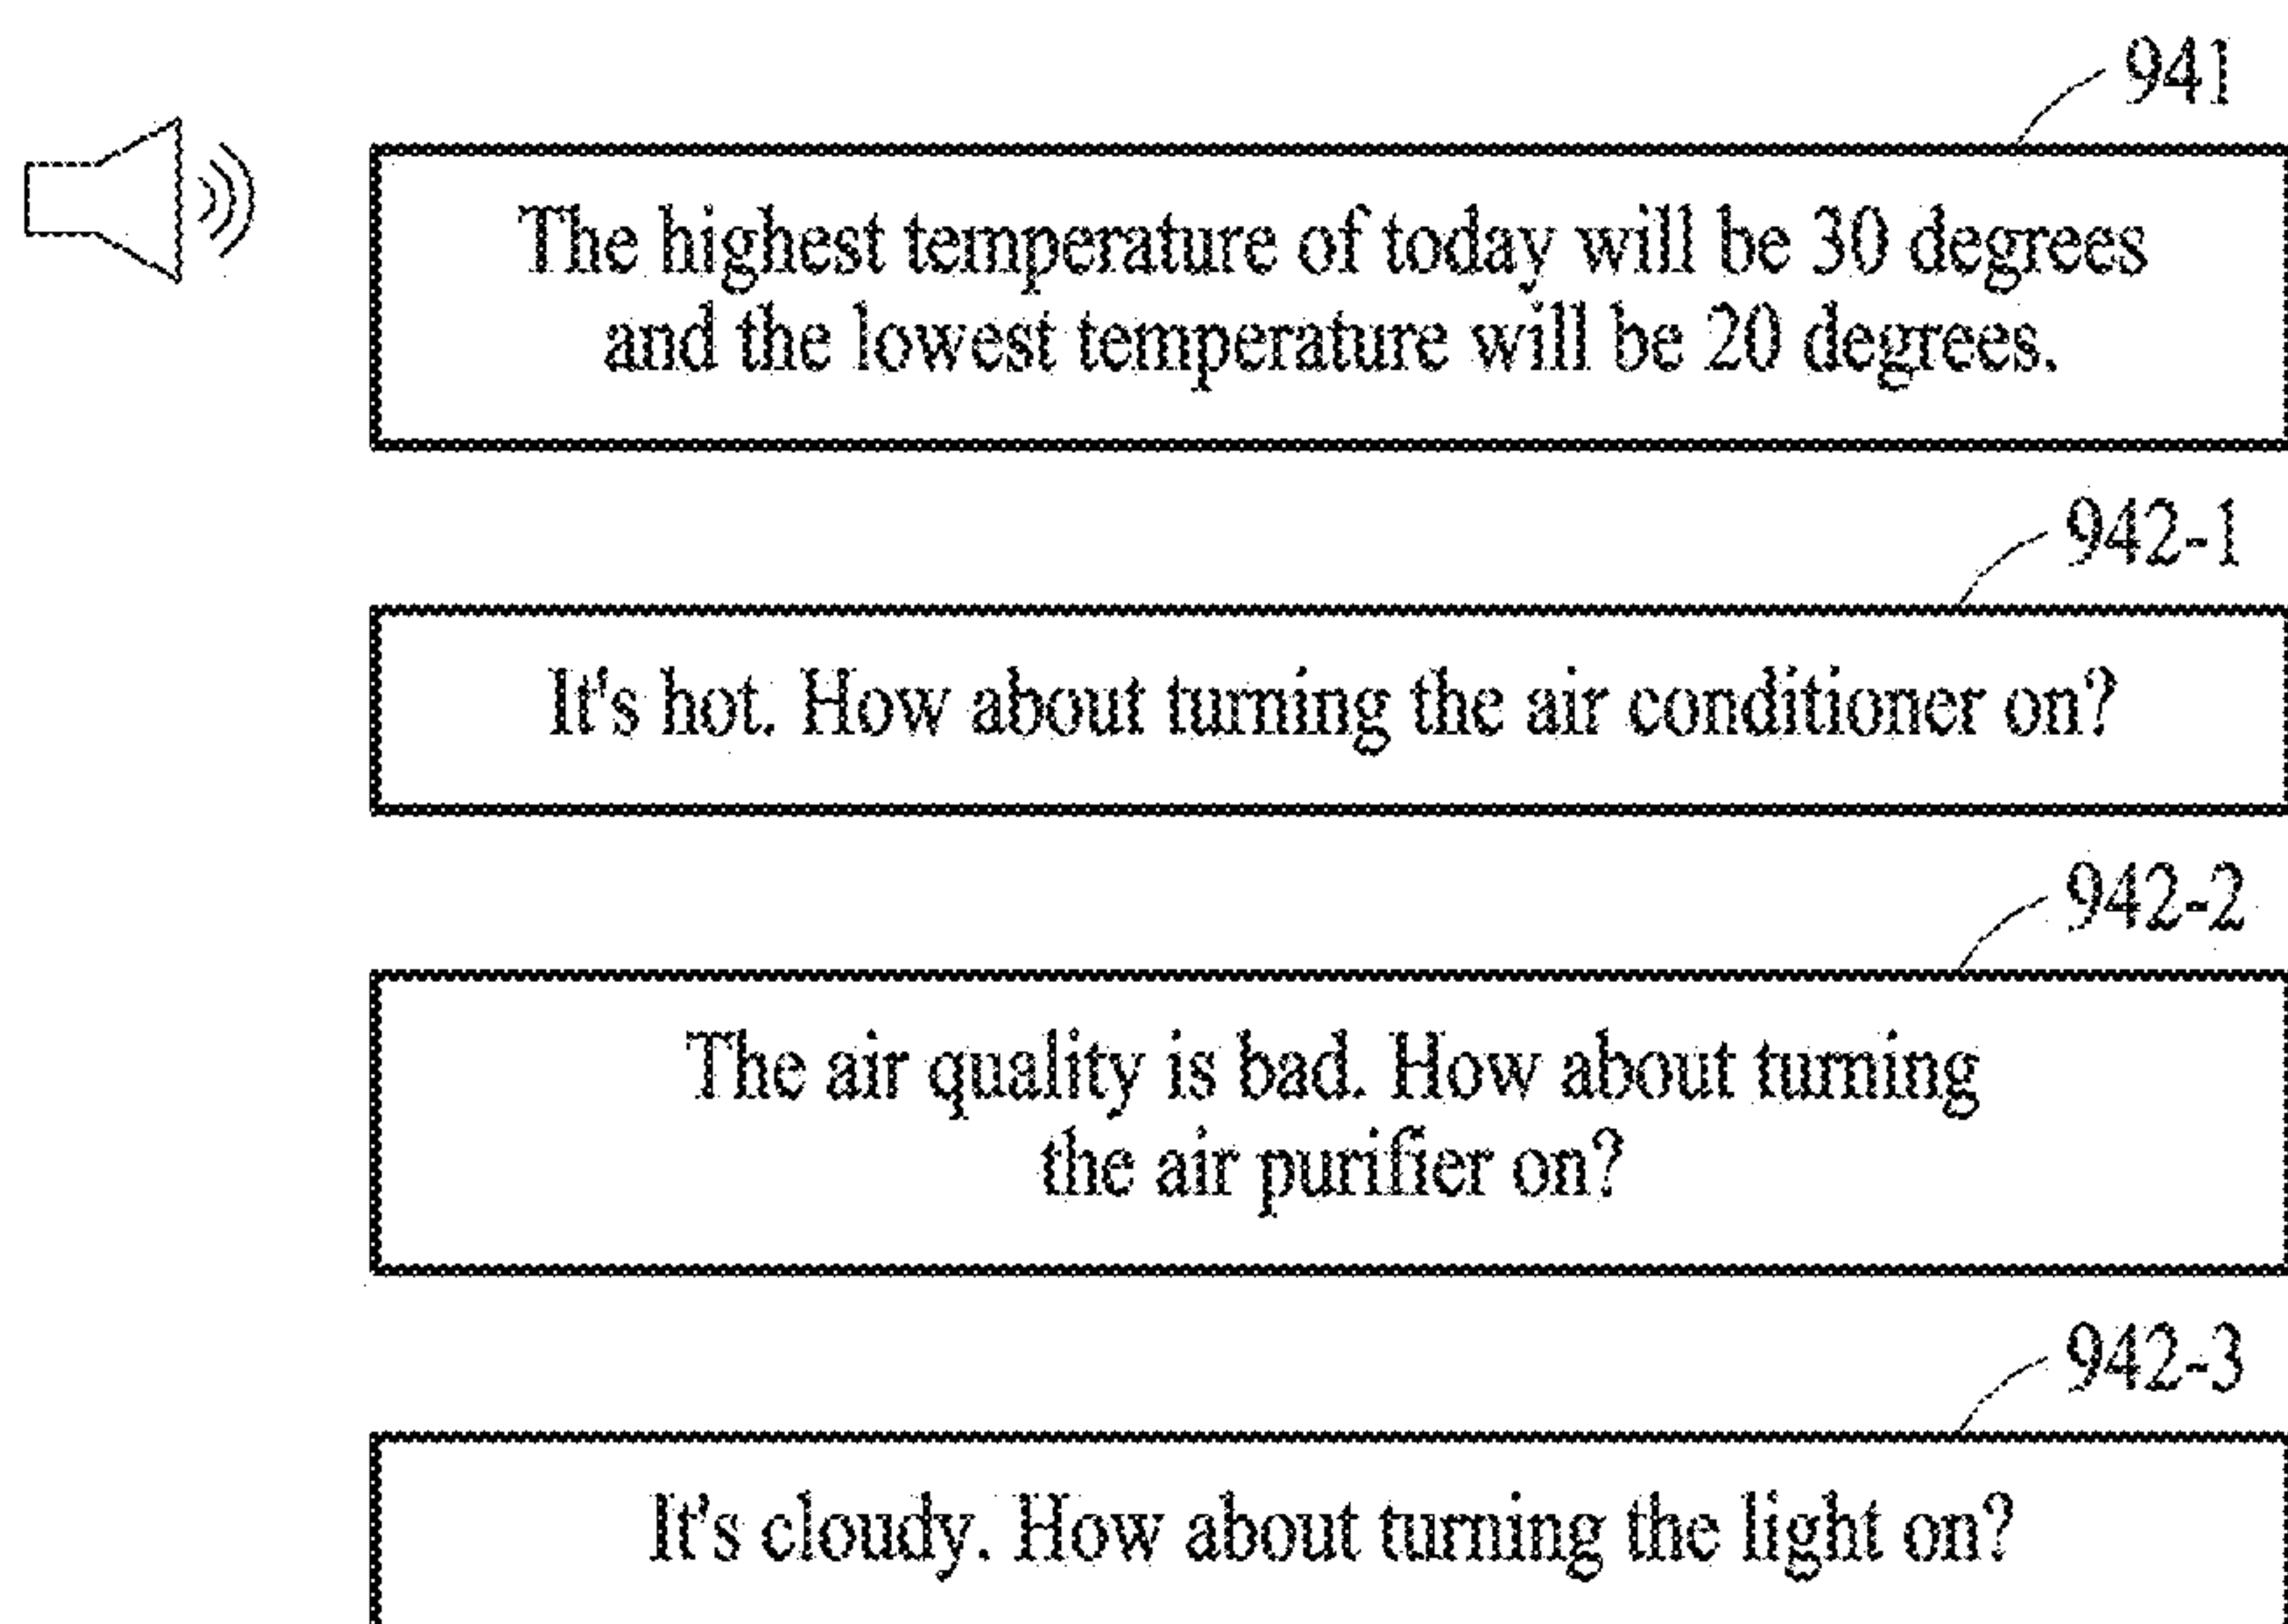 941
The highest temperature of today will be 30 degrees
and the lowest temperature will be 20 degrees.
942-1
It's hot. How about turning the air conditioner on?
942-2
The air quality is bad. How about turning
the air purifier on?
942-3
It's cloudy. How about turning the light on?